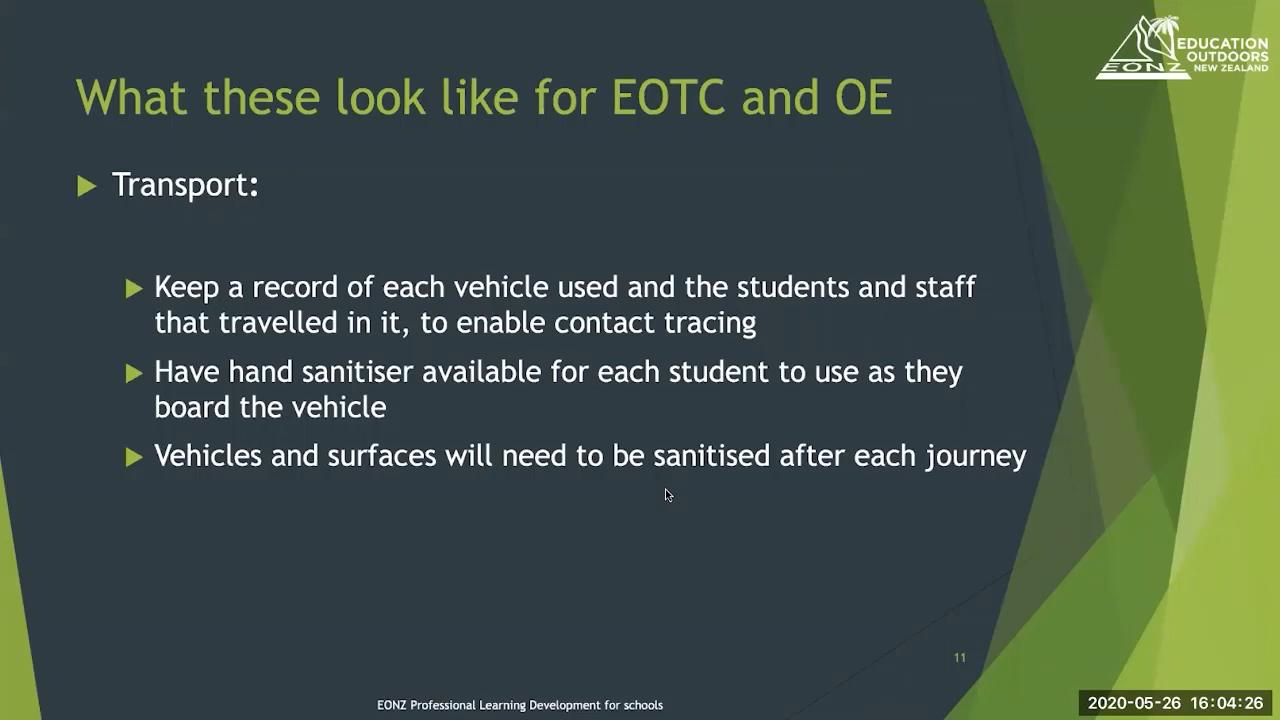 EDUCATION
OUTDOORS
NEW ZEALAND
EONZ
What these look like for EOTC and OE
Transport:
Keep a record of each vehicle used and the students and staff
that travelled in it, to enable contact tracing
Have hand sanitiser available for each student to use as they
board the vehicle
Vehicles and surfaces will need to be sanitised after each journey
11
EONZ Professional Learning Development for schools
2020-05-26 16:04:26